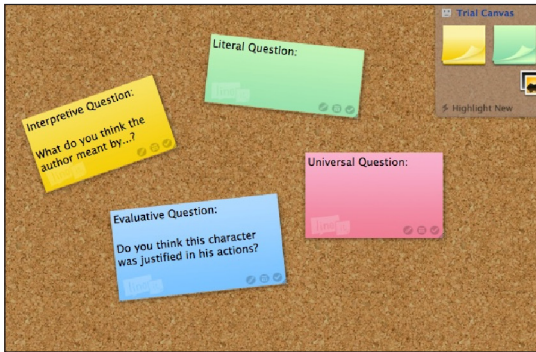 Trial Canvas
Literal Question:
Interpretive Question:
What do you think the
author meant by...?
Highlight New
Universal Question:
Evaluative Question:
Do you think this character
was justified in his actions?